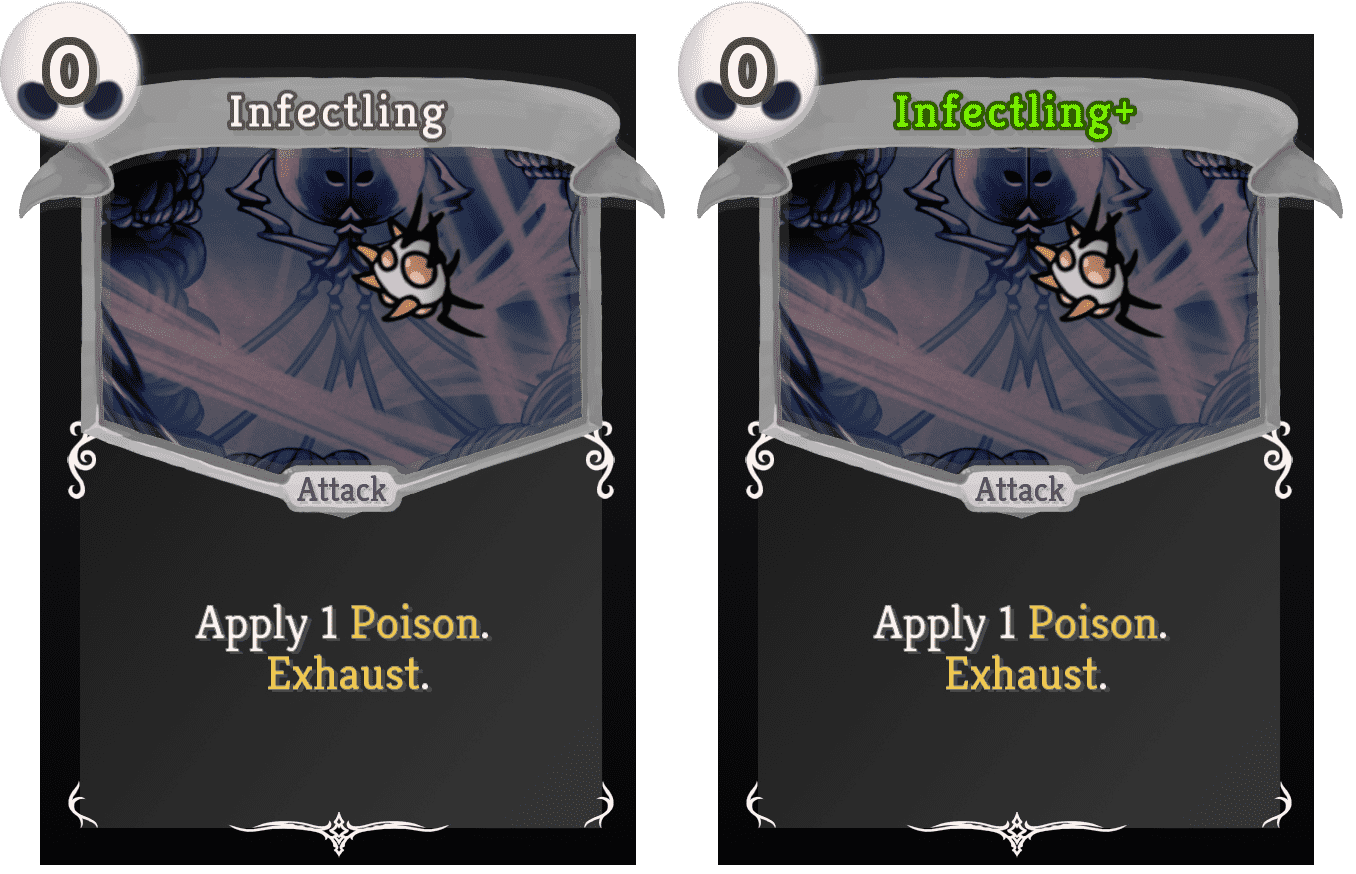 0
Infectling
Attack
Apply 1 Poison.
Exhaust.
0
Infectling+
Attack
Apply 1 Poison.
Exhaust.